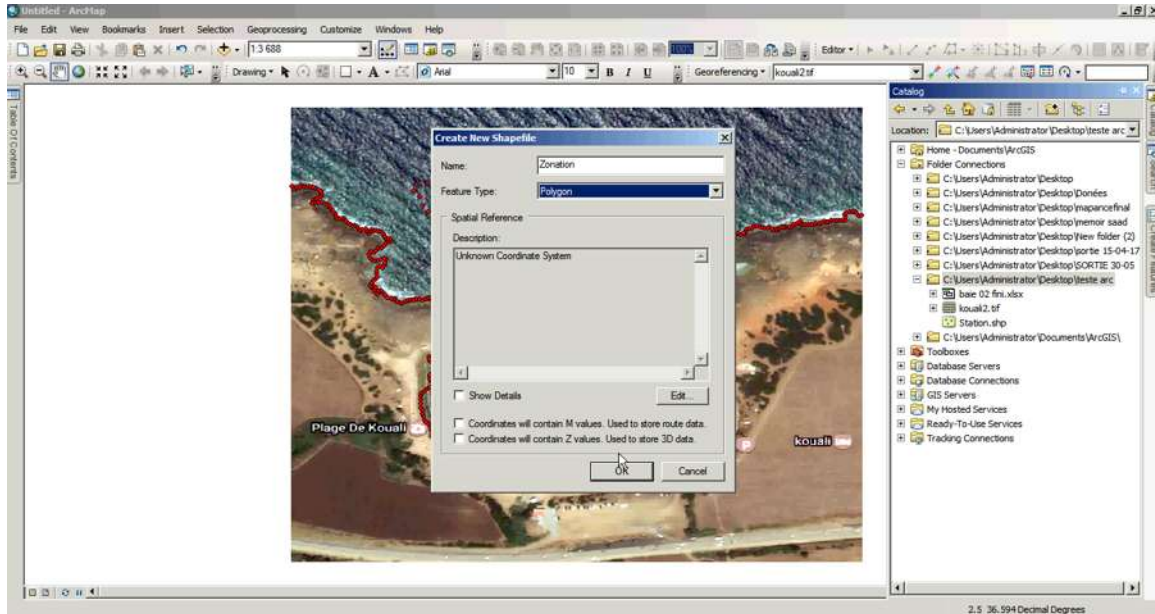 Untitled - ArcMap
File Edit View Bookmarks Insert Selection Geoprocessing Customize Windows Help
1:3 688
100%
Editor
Drawing
A
Arial
10
B I U
Georeferencing
kouali2.tif
Table Of Contents
Plage De Kouali
kouali
P
Create New Shapefile
Name:
Zonation
Feature Type:
Polygon
Spatial Reference
Description:
Unknown Coordinate System
Show Details
Edit...
Coordinates will contain M values. Used to store route data.
Coordinates will contain Z values. Used to store 3D data.
OK
Cancel
Catalog
Location: C:\Users\Administrator\Desktop\teste arc
Home - Documents\ArcGIS
Folder Connections
C:\Users\Administrator\Desktop
C:\Users\Administrator\Desktop\Donées
C:\Users\Administrator\Desktop\mapancefinal
C:\Users\Administrator\Desktop\memoir saad
C:\Users\Administrator\Desktop\New folder (2)
C:\Users\Administrator\Desktop\sortie 15-04-17
C:\Users\Administrator\Desktop\SORTIE 30-05
C:\Users\Administrator\Desktop\teste arc
baie 02 fini.xlsx
kouali2.tif
Station.shp
C:\Users\Administrator\Documents\ArcGIS\
Toolboxes
Database Servers
Database Connections
GIS Servers
My Hosted Services
Ready-To-Use Services
Tracking Connections
Catalog
Search
Create Features
2.5 36.594 Decimal Degrees